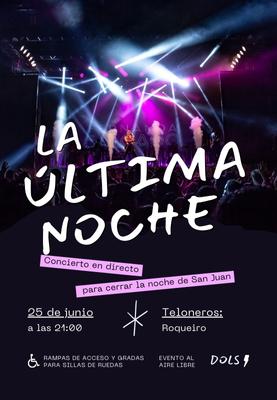 LA
ÚLTIMA
NOCHE
Concierto en directo
para cerrar la noche de San Juan
25 de junio
a las 21:00
Teloneros:
Roqueiro
RAMPAS DE ACCESO Y GRADAS
PARA SILLAS DE RUEDAS
EVENTO AL
AIRE LIBRE
DOLS